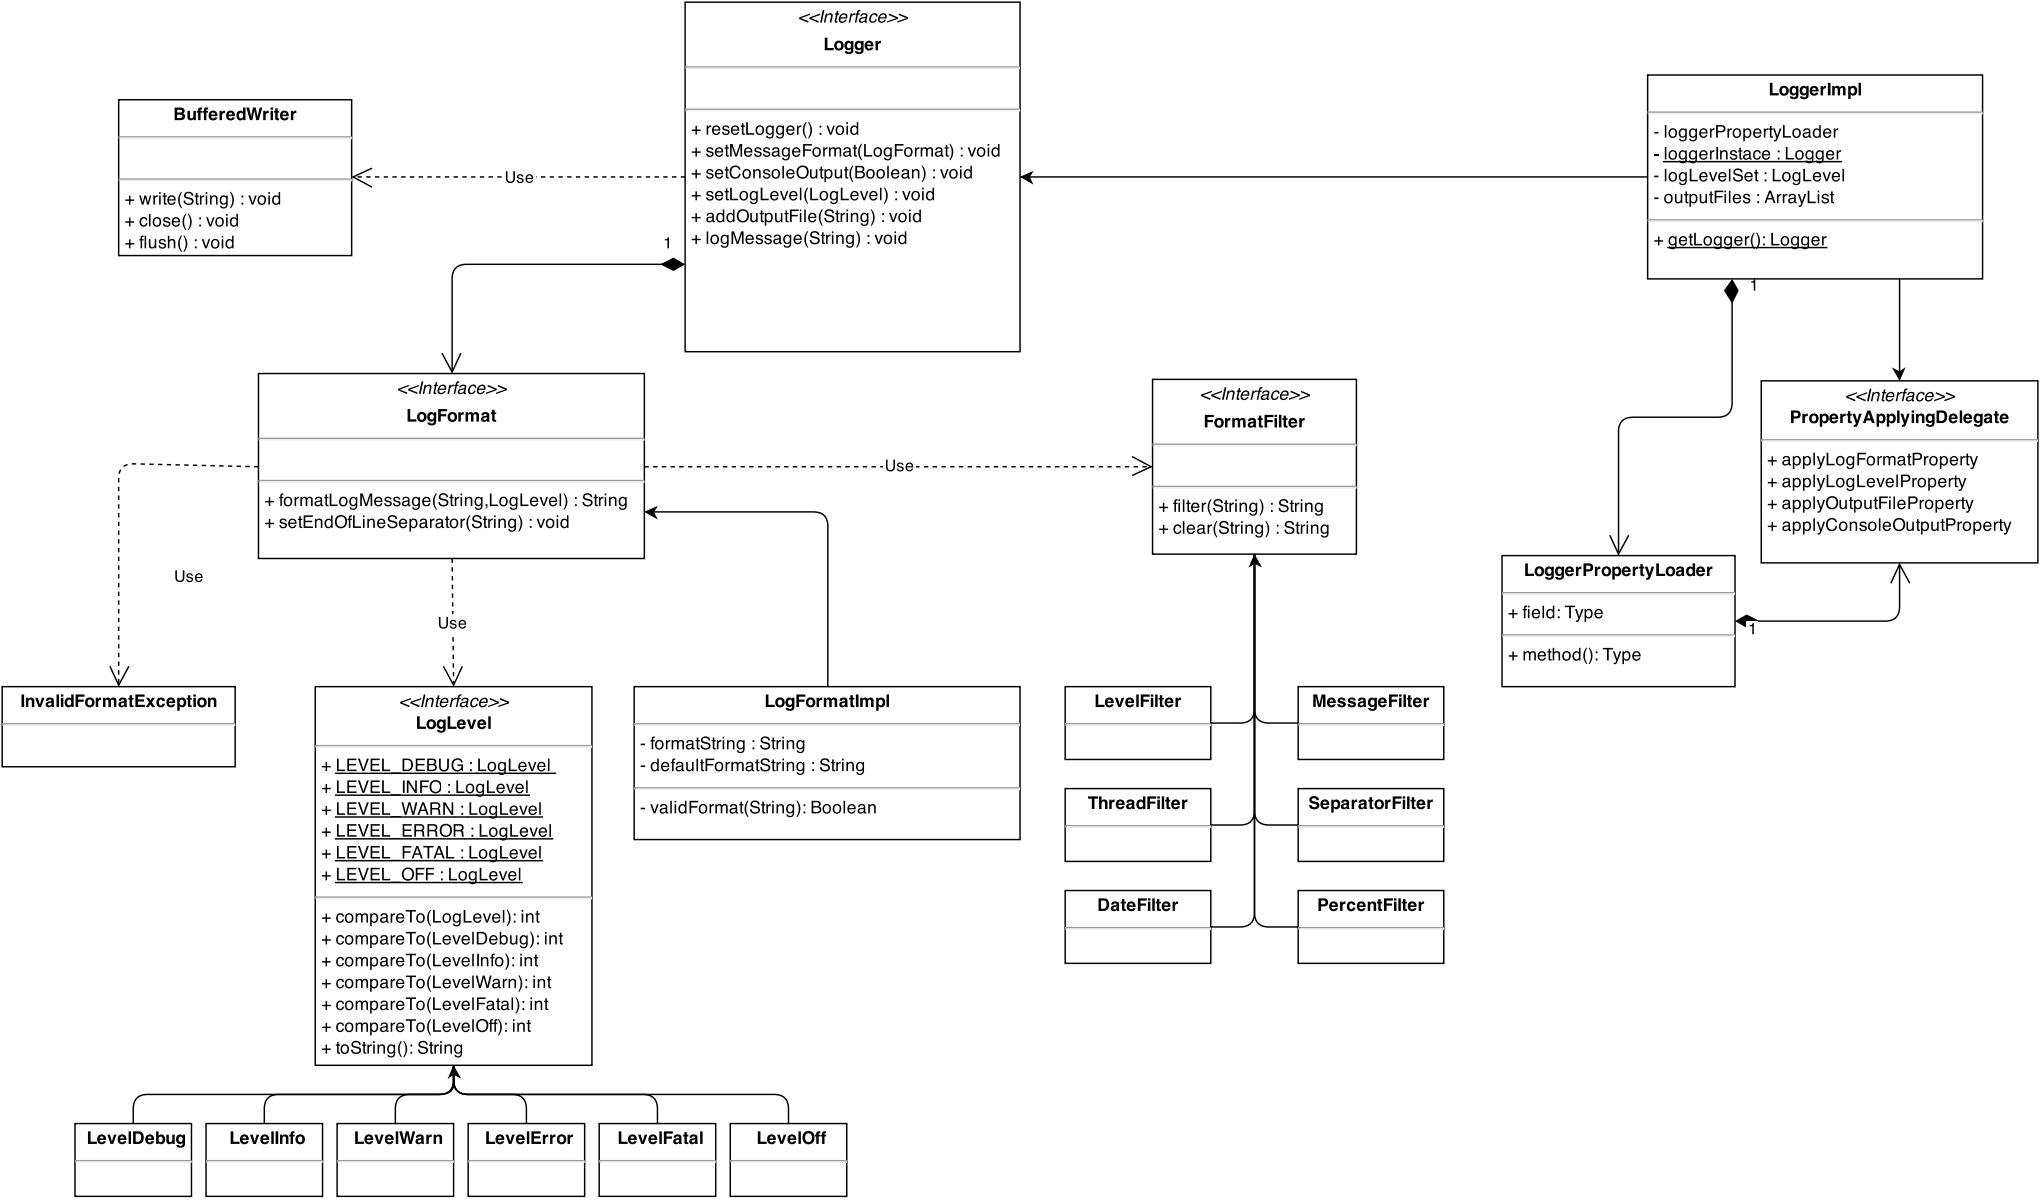 <<Interface>>
Logger
+ resetLogger() : void
+ setMessageFormat(LogFormat) : void
+ setConsoleOutput(Boolean) : void
+ setLogLevel(LogLevel) : void
+ addOutputFile(String) : void
+ logMessage(String) : void
BufferedWriter
+ write(String) : void
+ close() : void
+ flush() : void
Use
1
LoggerImpl
- loggerPropertyLoader
- loggerInstace : Logger
- logLevelSet : LogLevel
- outputFiles : ArrayList
+ getLogger(): Logger
1
<<Interface>>
LogFormat
+ formatLogMessage(String,LogLevel) : String
+ setEndOfLineSeparator(String) : void
Use
<<Interface>>
FormatFilter
+ filter(String) : String
+ clear(String) : String
<<Interface>>
PropertyApplyingDelegate
+ applyLogFormatProperty
+ applyLogLevelProperty
+ applyOutputFileProperty
+ applyConsoleOutputProperty
LoggerPropertyLoader
+ field: Type
+ method(): Type
1
Use
Use
InvalidFormatException
<<Interface>>
LogLevel
+ LEVEL_DEBUG : LogLevel
+ LEVEL_INFO : LogLevel
+ LEVEL_WARN : LogLevel
+ LEVEL_ERROR : LogLevel
+ LEVEL_FATAL : LogLevel
+ LEVEL_OFF : LogLevel
+ compareTo(LogLevel): int
+ compareTo(LevelDebug): int
+ compareTo(LevelInfo): int
+ compareTo(LevelWarn): int
+ compareTo(LevelFatal): int
+ compareTo(LevelOff): int
+ toString(): String
LogFormatImpl
- formatString : String
- defaultFormatString : String
- validFormat(String): Boolean
LevelFilter
MessageFilter
ThreadFilter
SeparatorFilter
DateFilter
PercentFilter
LevelDebug
LevelInfo
LevelWarn
LevelError
LevelFatal
LevelOff